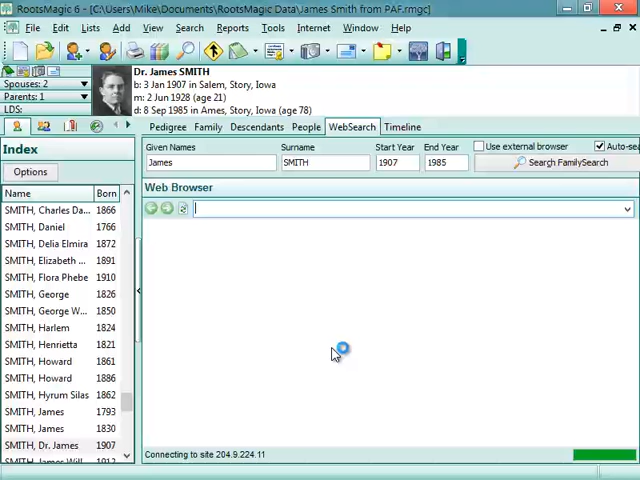 RootsMagic 6 - [C:\Users\Mike\Documents\RootsMagic Data\James Smith from PAF.rmgc]
File Edit Lists Add View Search Reports Tools Internet Window Help
Spouses: 2
Parents: 1
LDS:
Dr. James SMITH
b: 3 Jan 1907 in Salem, Story, Iowa
m: 2 Jun 1928 (age 21)
d: 8 Sep 1985 in Ames, Story, Iowa (age 78)
Pedigree Family Descendants People WebSearch Timeline
Index
Options
Name Born
SMITH, Charles Da... 1866
SMITH, Daniel 1766
SMITH, Delia Elmira 1872
SMITH, Elizabeth ... 1891
SMITH, Flora Phebe 1910
SMITH, George 1826
SMITH, George W... 1850
SMITH, Harlem 1824
SMITH, Henrietta 1821
SMITH, Howard 1861
SMITH, Howard 1886
SMITH, Hyrum Silas 1862
SMITH, James 1793
SMITH, James 1830
SMITH, Dr. James 1907
SMITH, James Will... 1912
Given Names Surname Start Year End Year Use external browser Auto-sea
James SMITH 1907 1985 Search FamilySearch
Web Browser
Connecting to site 204.9.224.11